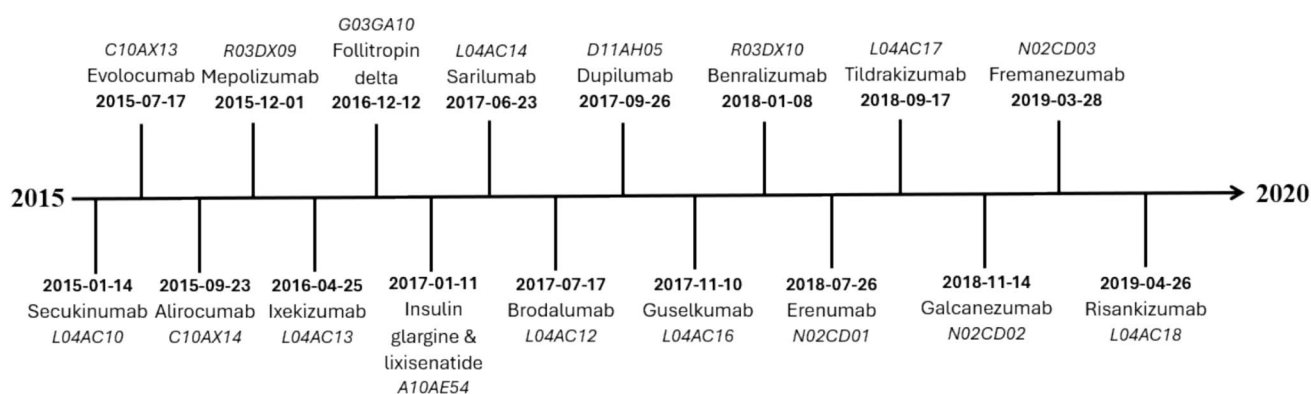 G03GA10
C10AX13 R03DX09 Follitropin L04AC14 D11AH05 R03DX10 L04AC17 N02CD03
Evolocumab Mepolizumab delta Sarilumab Dupilumab Benralizumab Tildrakizumab Fremanezumab
2015-07-17 2015-12-01 2016-12-12 2017-06-23 2017-09-26 2018-01-08 2018-09-17 2019-03-28
2015 2020
2015-01-14 2015-09-23 2016-04-25 2017-01-11 2017-07-17 2017-11-10 2018-07-26 2018-11-14 2019-04-26
Secukinumab Alirocumab Ixekizumab Insulin Brodalumab Guselkumab Erenumab Galcanezumab Risankizumab
L04AC10 C10AX14 L04AC13 glargine & L04AC12 L04AC16 N02CD01 N02CD02 L04AC18
lixisenatide
A10AE54